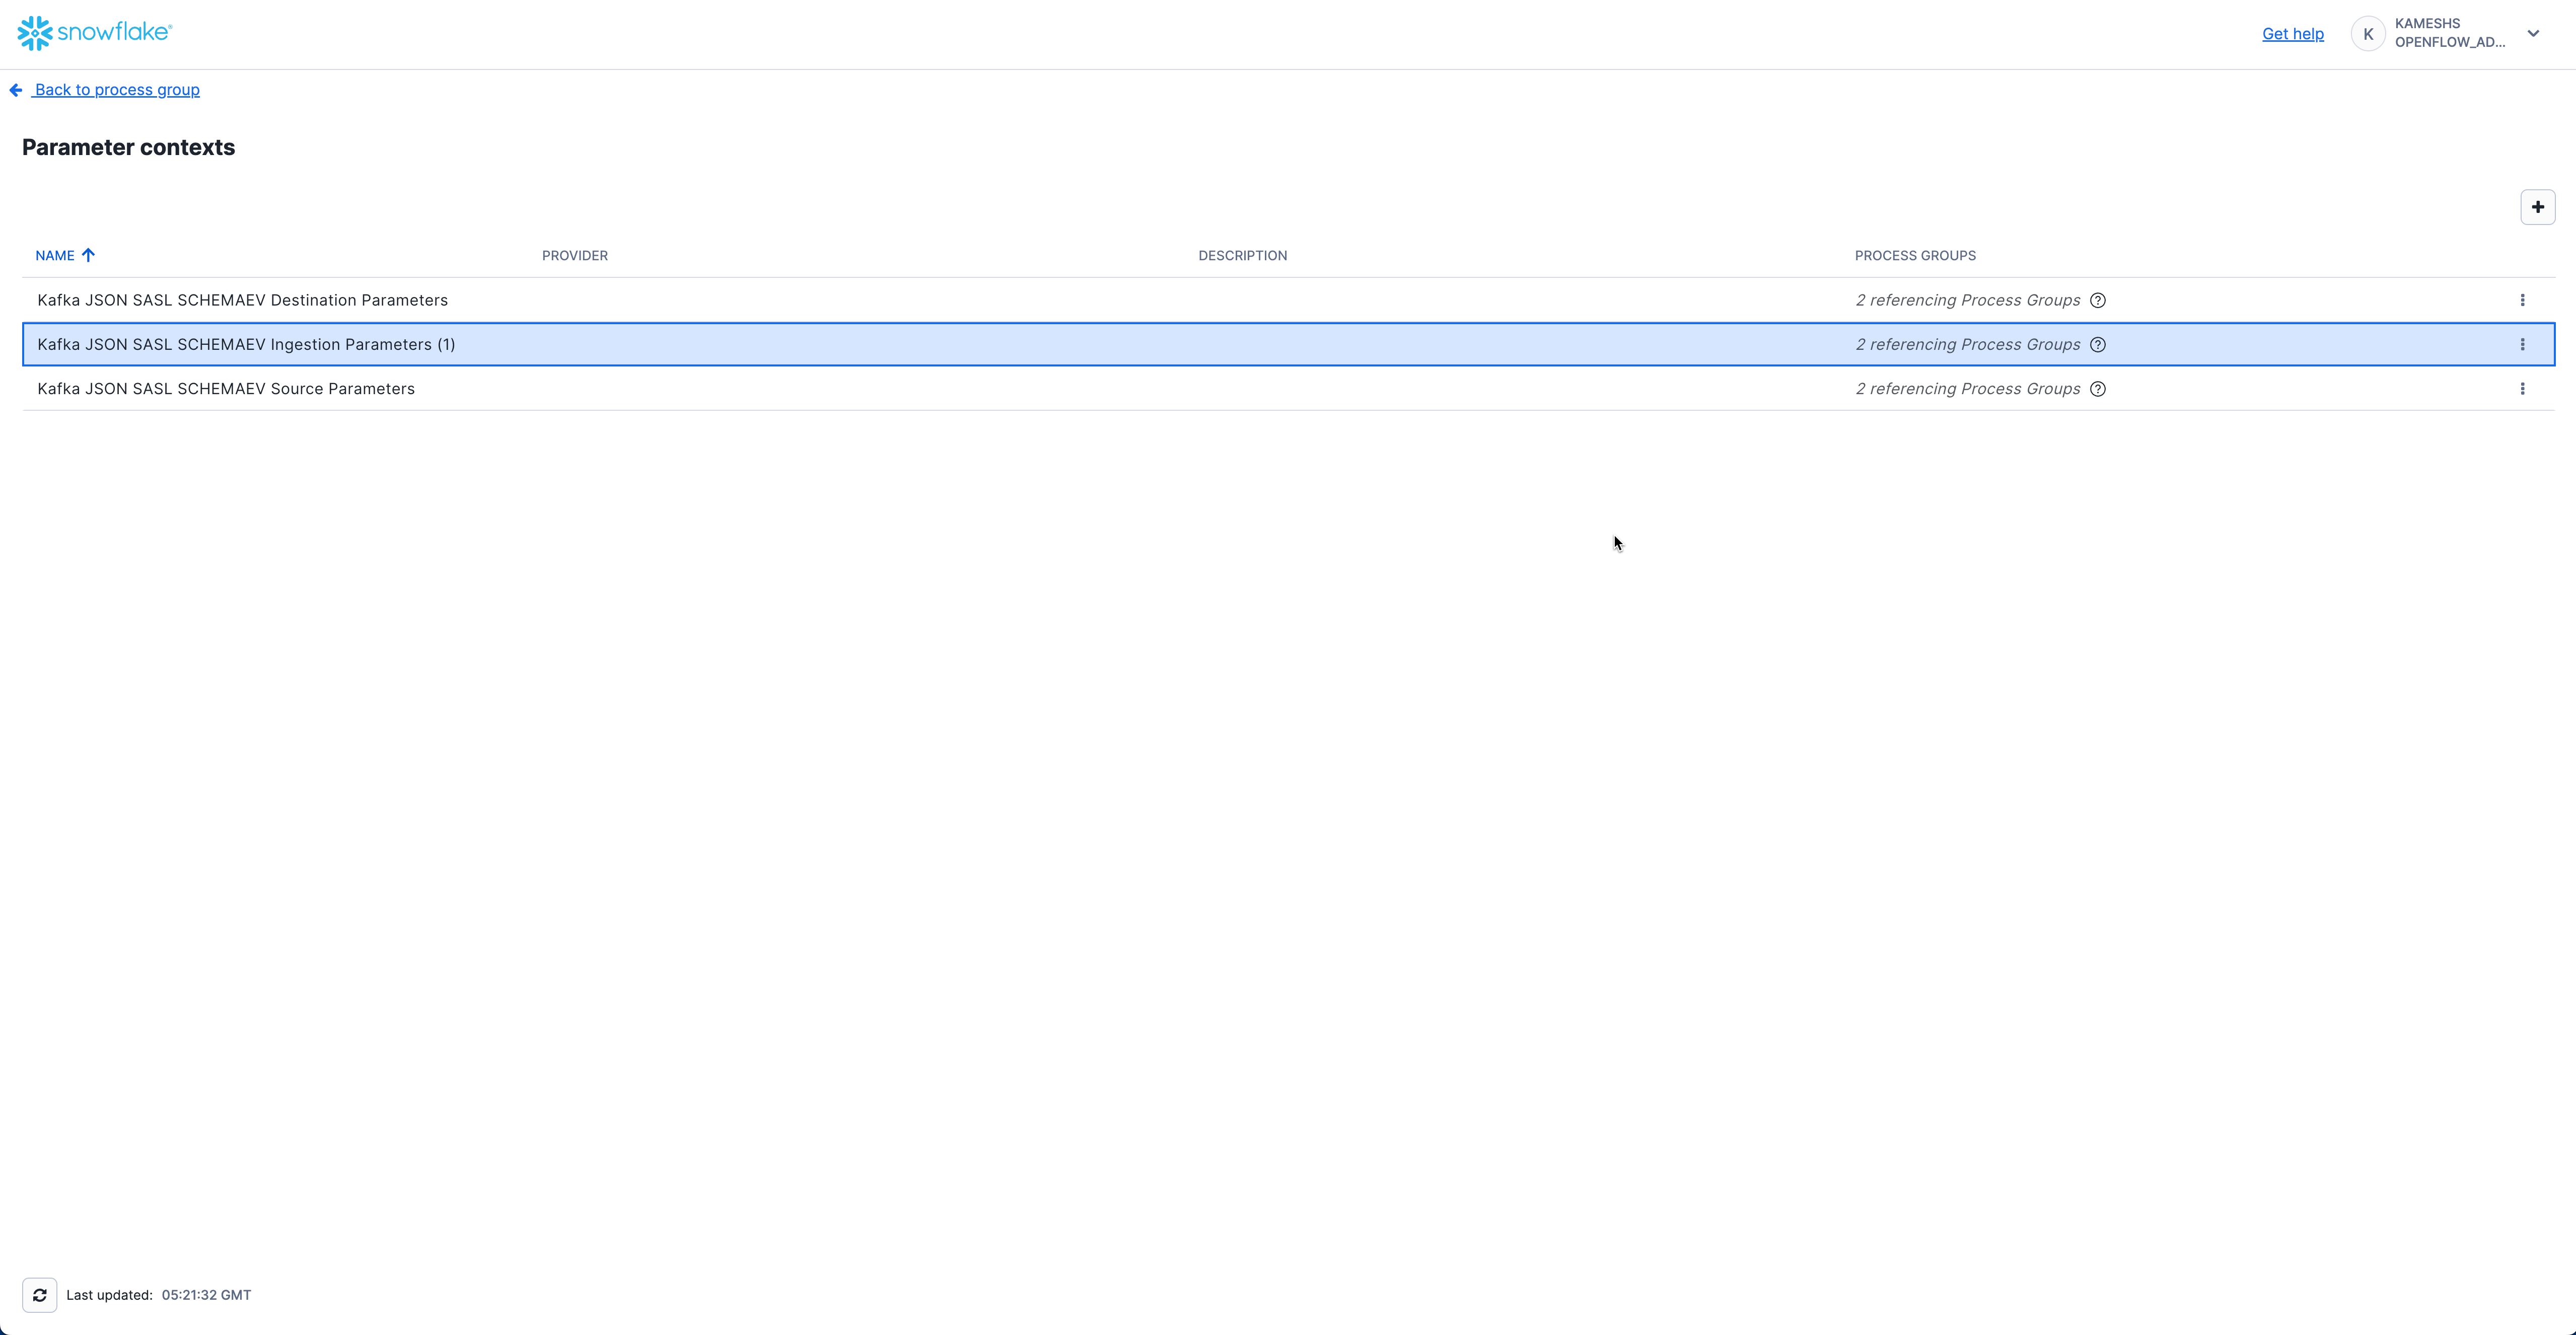 snowflake®
Get help
K
KAMESHS
OPENFLOW_AD...
Back to process group
Parameter contexts
NAME PROVIDER DESCRIPTION PROCESS GROUPS
Kafka JSON SASL SCHEMAEV Destination Parameters 2 referencing Process Groups
Kafka JSON SASL SCHEMAEV Ingestion Parameters (1) 2 referencing Process Groups
Kafka JSON SASL SCHEMAEV Source Parameters 2 referencing Process Groups
Last updated: 05:21:32 GMT